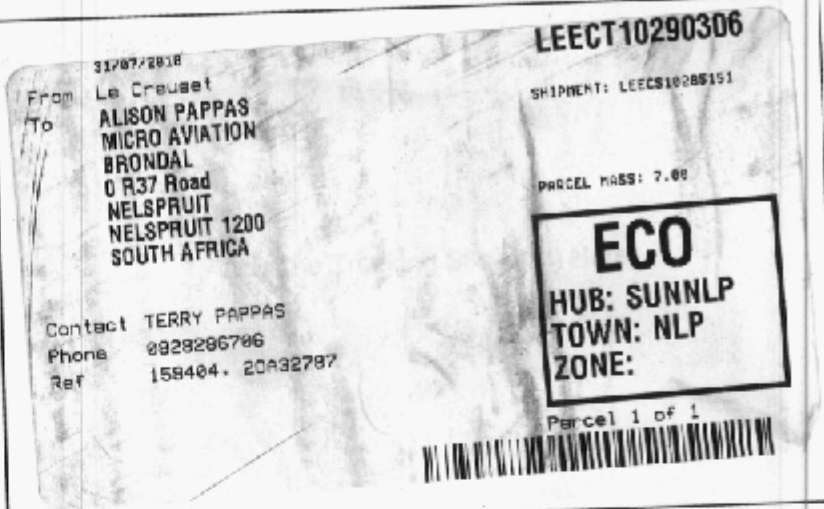 31/07/2018
From Le Creuset
To ALISON PAPPAS
MICRO AVIATION
BRONDAL
0 R37 Road
NELSPRUIT
NELSPRUIT 1200
SOUTH AFRICA
Contact TERRY PAPPAS
Phone 0828286706
Ref 158404. 20A32787
LEECT10290306
SHIPMENT: LEECS10285151
PARCEL MASS: 7.00
ECO
HUB: SUNNLP
TOWN: NLP
ZONE:
Parcel 1 of 1